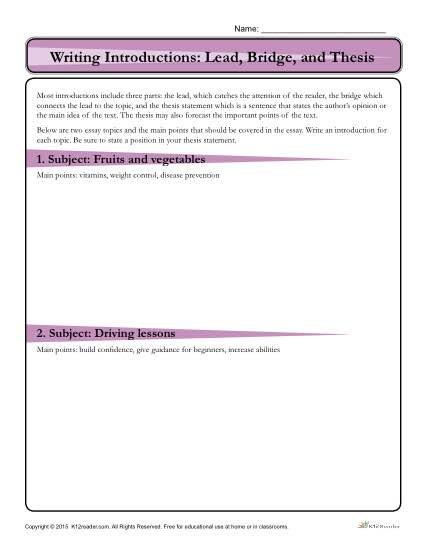 Name: ____________________
Writing Introductions: Lead, Bridge, and Thesis
Most introductions include three parts: the lead, which catches the attention of the reader, the bridge which
connects the lead to the topic, and the thesis statement which is a sentence that states the author's opinion or
the main idea of the text. The thesis may also forecast the important points of the text.
Below are two essay topics and the main points that should be covered in the essay. Write an introduction for
each topic. Be sure to state a position in your thesis statement.
1. Subject: Fruits and vegetables
Main points: vitamins, weight control, disease prevention
2. Subject: Driving lessons
Main points: build confidence, give guidance for beginners, increase abilities
Copyright © 2015 K12reader.com. All Rights Reserved. Free for educational use at home or in classrooms.
K12Reader